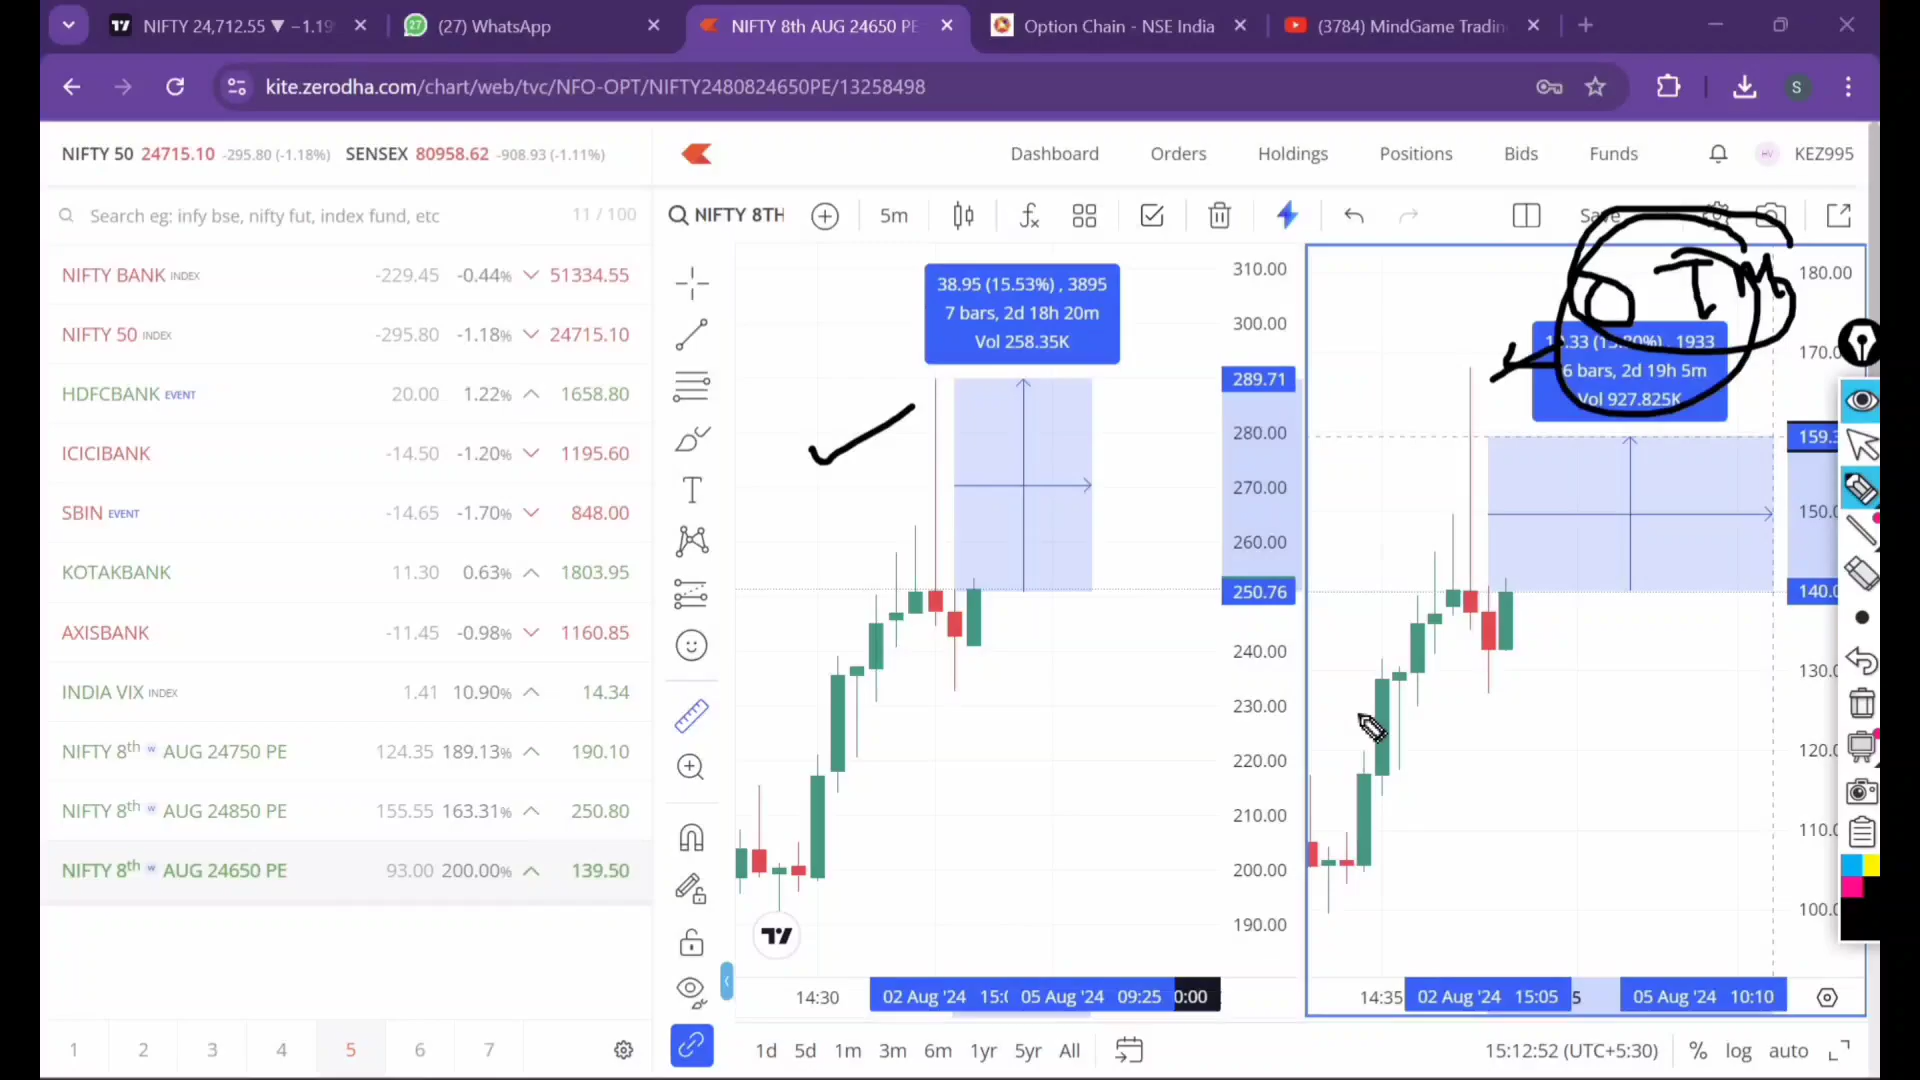 NIFTY 24,712.55 ▼ −1.19
(27) WhatsApp
NIFTY 8th AUG 24650 PE
Option Chain - NSE India
(3784) MindGame Tradin
kite.zerodha.com/chart/web/tvc/NFO-OPT/NIFTY2480824650PE/13258498
S
NIFTY 50 24715.10 -295.80 (-1.18%) SENSEX 80958.62 -908.93 (-1.11%)
Dashboard Orders Holdings Positions Bids Funds KEZ995
Search eg: infy bse, nifty fut, index fund, etc 11 / 100
NIFTY 8TH 5m Save
NIFTY BANK INDEX -229.45 -0.44% 51334.55
NIFTY 50 INDEX -295.80 -1.18% 24715.10
HDFCBANK EVENT 20.00 1.22% 1658.80
ICICIBANK -14.50 -1.20% 1195.60
SBIN EVENT -14.65 -1.70% 848.00
KOTAKBANK 11.30 0.63% 1803.95
AXISBANK -11.45 -0.98% 1160.85
INDIA VIX INDEX 1.41 10.90% 14.34
NIFTY 8th w AUG 24750 PE 124.35 189.13% 190.10
NIFTY 8th w AUG 24850 PE 155.55 163.31% 250.80
NIFTY 8th w AUG 24650 PE 93.00 200.00% 139.50
1 2 3 4 5 6 7
38.95 (15.53%) , 3895
7 bars, 2d 18h 20m
Vol 258.35K
310.00
300.00
289.71
280.00
270.00
260.00
250.76
240.00
230.00
220.00
210.00
200.00
190.00
14:30 02 Aug '24 05 Aug '24 09:25 0:00
OTM
1933
6 bars, 2d 19h 5m
Vol 927.825K
180.00
170.0
159.3
150.0
140.0
130.0
120.0
110.0
100.0
14:35 02 Aug '24 15:05 5 05 Aug '24 10:10
1d 5d 1m 3m 6m 1yr 5yr All
15:12:52 (UTC+5:30) % log auto